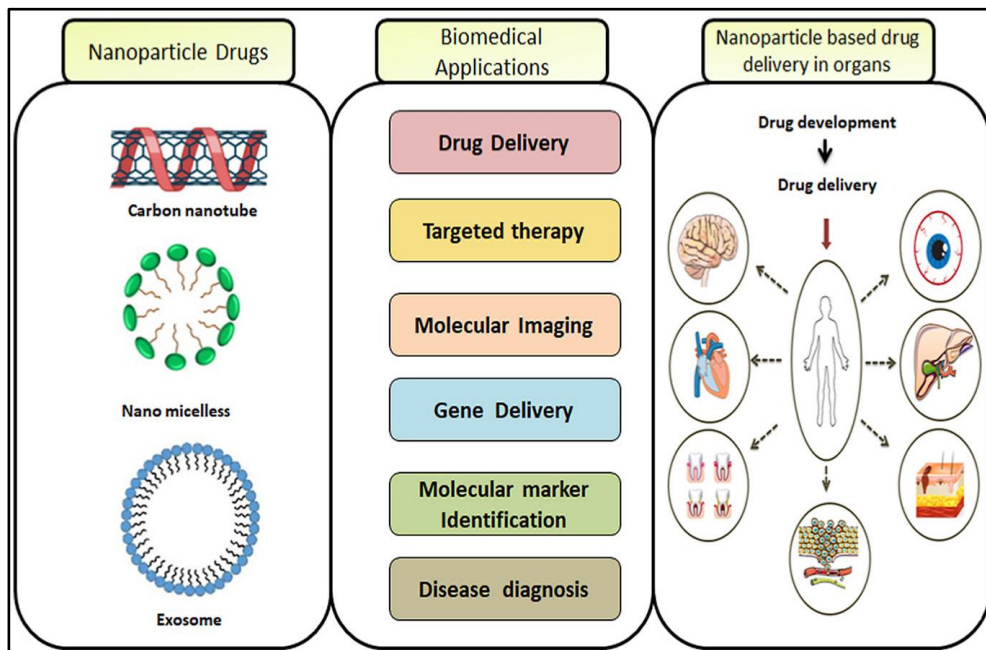 Nanoparticle Drugs
Carbon nanotube
Nano micelless
Exosome
Biomedical
Applications
Drug Delivery
Targeted therapy
Molecular Imaging
Gene Delivery
Molecular marker
Identification
Disease diagnosis
Nanoparticle based drug
delivery in organs
Drug development
Drug delivery